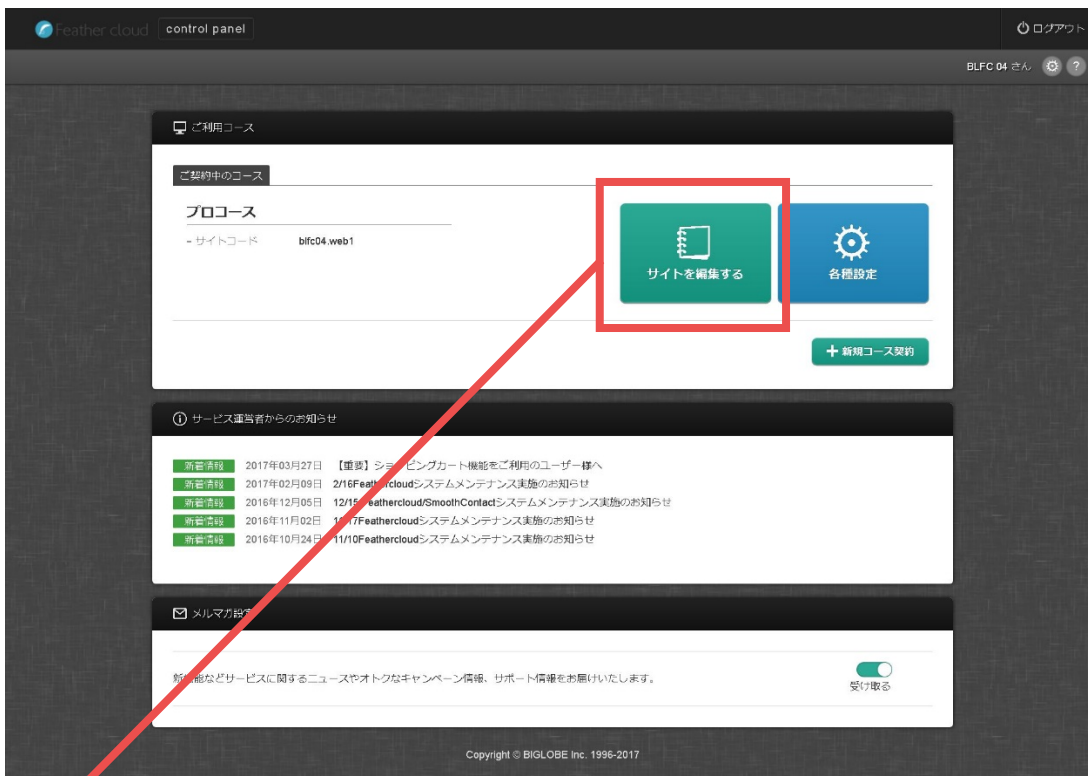 Feather cloud control panel ログアウト
BLFC 04 さん ?
ご利用コース
ご契約中のコース
プロコース
- サイトコード blfc04.web1
サイトを編集する
各種設定
+ 新規コース契約
サービス運営者からのお知らせ
新着情報 2017年03月27日 【重要】ショッピングカート機能をご利用のユーザー様へ
新着情報 2017年02月09日 2/16Feathercloudシステムメンテナンス実施のお知らせ
新着情報 2016年12月05日 12/15Feathercloud/SmoothContactシステムメンテナンス実施のお知らせ
新着情報 2016年11月02日 Feathercloudシステムメンテナンス実施のお知らせ
新着情報 2016年10月24日 11/10Feathercloudシステムメンテナンス実施のお知らせ
メルマガ設定
新機能などサービスに関するニュースやオトクなキャンペーン情報、サポート情報をお届けいたします。
受け取る
Copyright © BIGLOBE Inc. 1996-2017